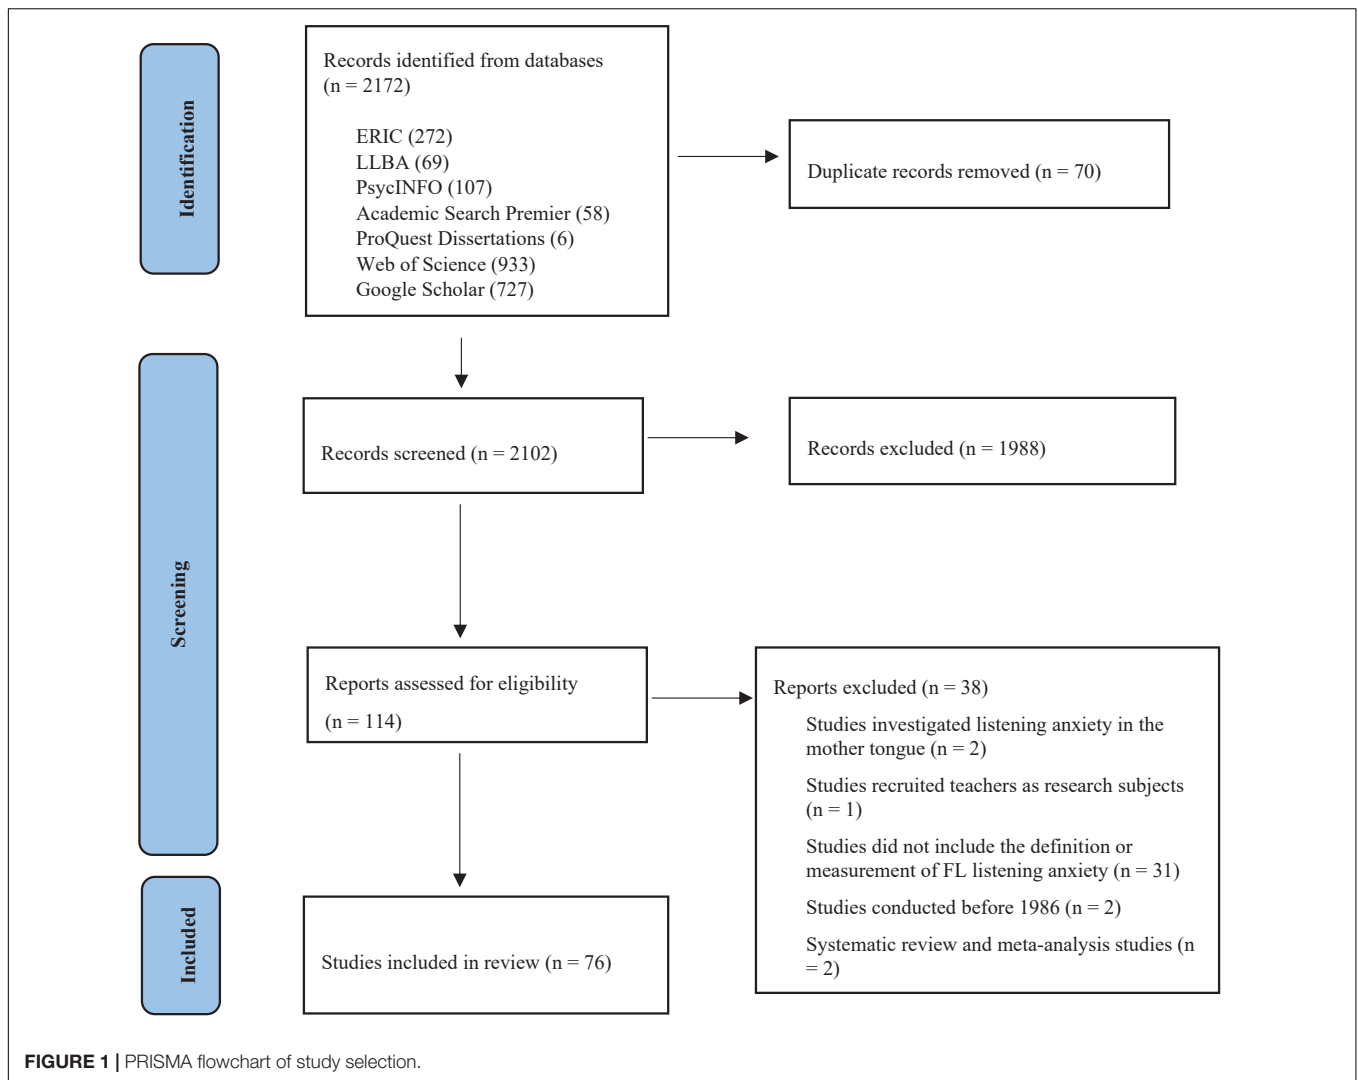 Identification
Records identified from databases
(n = 2172)
ERIC (272)
LLBA (69)
PsycINFO (107)
Academic Search Premier (58)
ProQuest Dissertations (6)
Web of Science (933)
Google Scholar (727)
Duplicate records removed (n = 70)
Screening
Records screened (n = 2102)
Records excluded (n = 1988)
Reports assessed for eligibility
(n = 114)
Reports excluded (n = 38)
Studies investigated listening anxiety in the
mother tongue (n = 2)
Studies recruited teachers as research subjects
(n = 1)
Studies did not include the definition or
measurement of FL listening anxiety (n = 31)
Studies conducted before 1986 (n = 2)
Systematic review and meta-analysis studies (n
= 2)
Included
Studies included in review (n = 76)
FIGURE 1 | PRISMA flowchart of study selection.